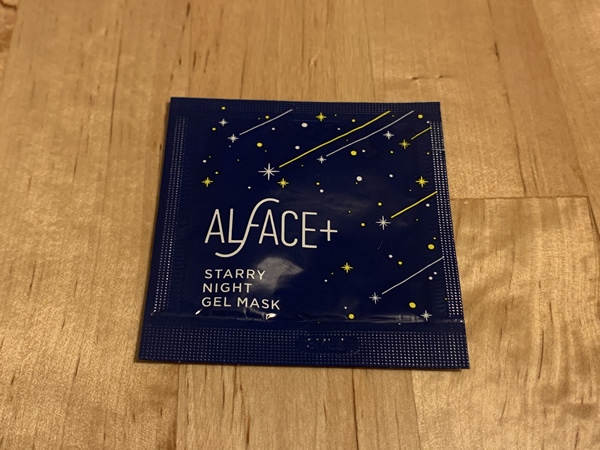 ALFACE+
STARRY
NIGHT
GEL MASK